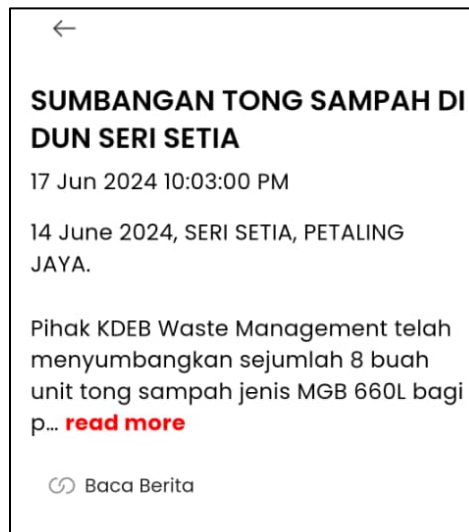 SUMBANGAN TONG SAMPAH DI
DUN SERI SETIA
17 Jun 2024 10:03:00 PM
14 June 2024, SERI SETIA, PETALING
JAYA.
Pihak KDEB Waste Management telah
menyumbangkan sejumlah 8 buah
unit tong sampah jenis MGB 660L bagi
p... read more
Baca Berita